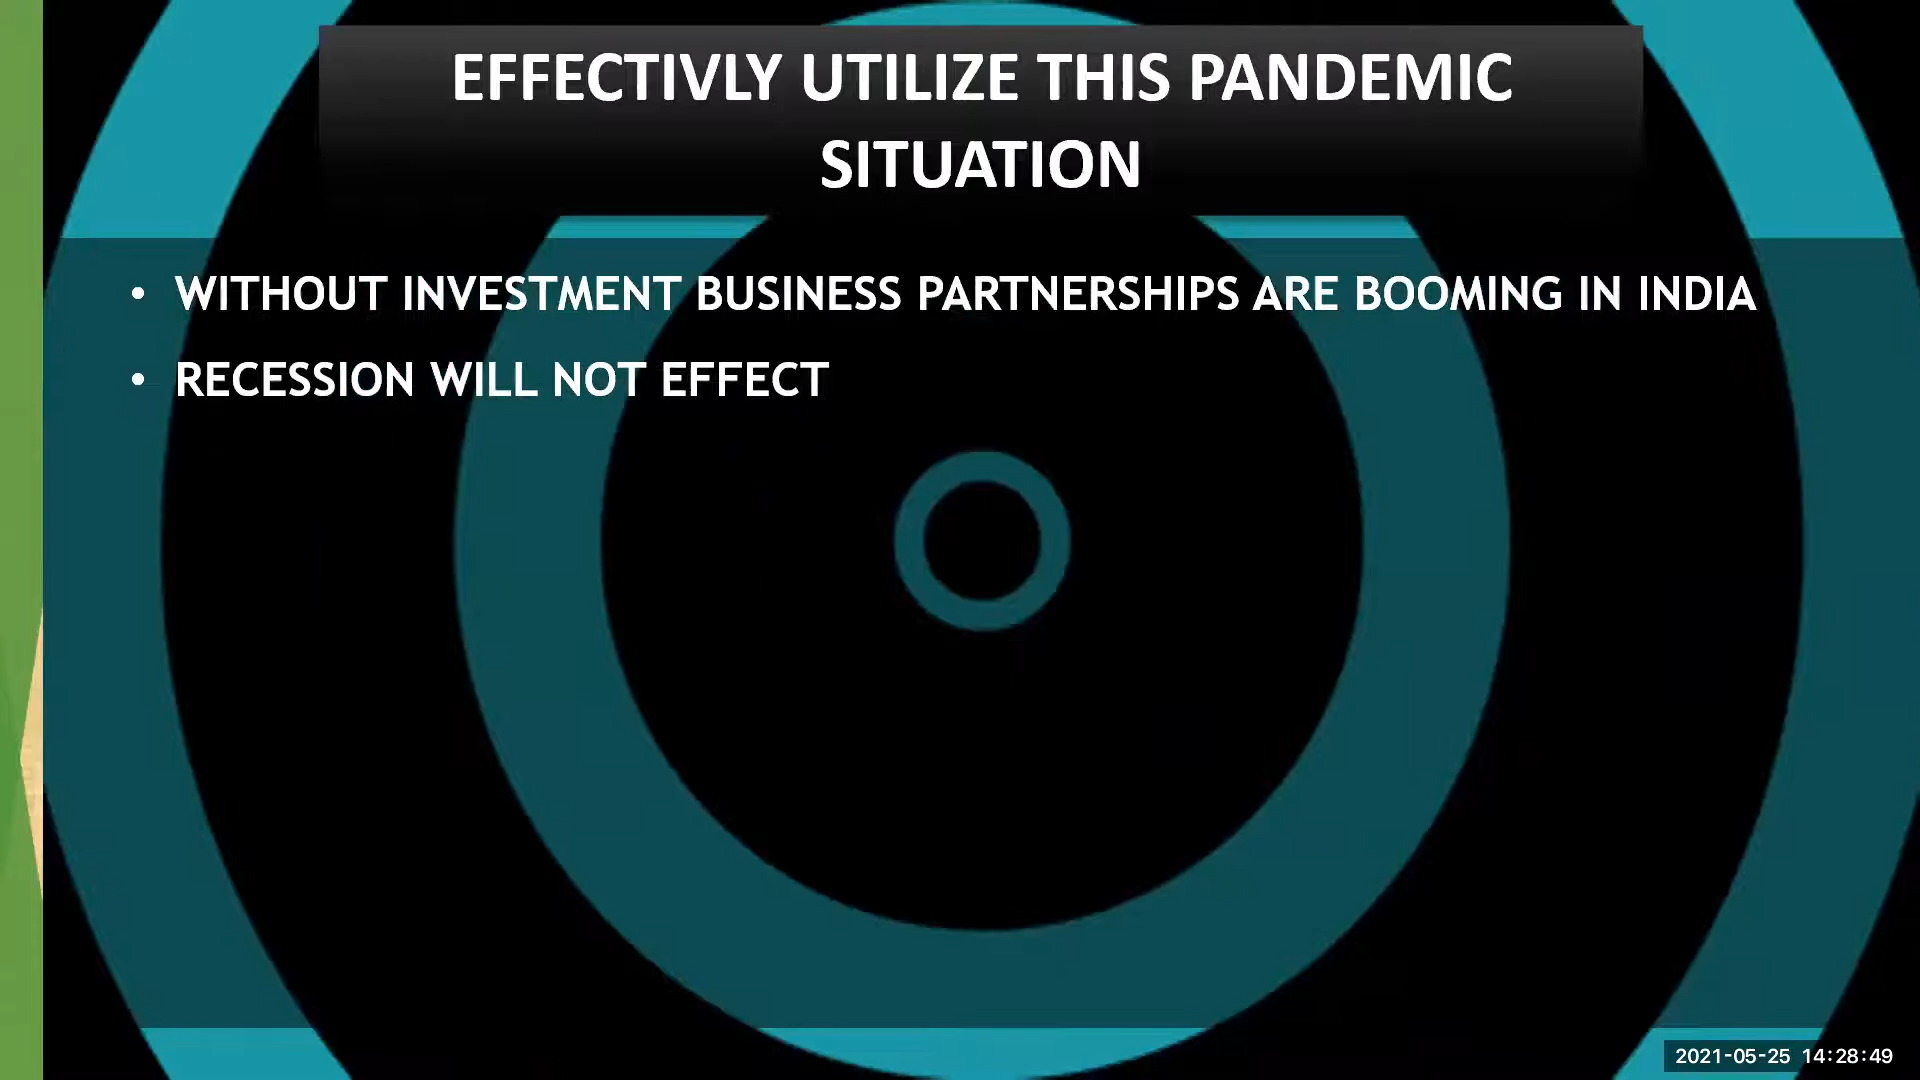 EFFECTIVLY UTILIZE THIS PANDEMIC
SITUATION
• WITHOUT INVESTMENT BUSINESS PARTNERSHIPS ARE BOOMING IN INDIA
• RECESSION WILL NOT EFFECT
2021-05-25 14:28:49